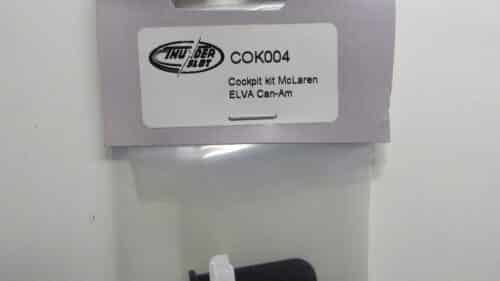 THUNDER
SLOT
COK004
Cockpit kit McLaren
ELVA Can-Am